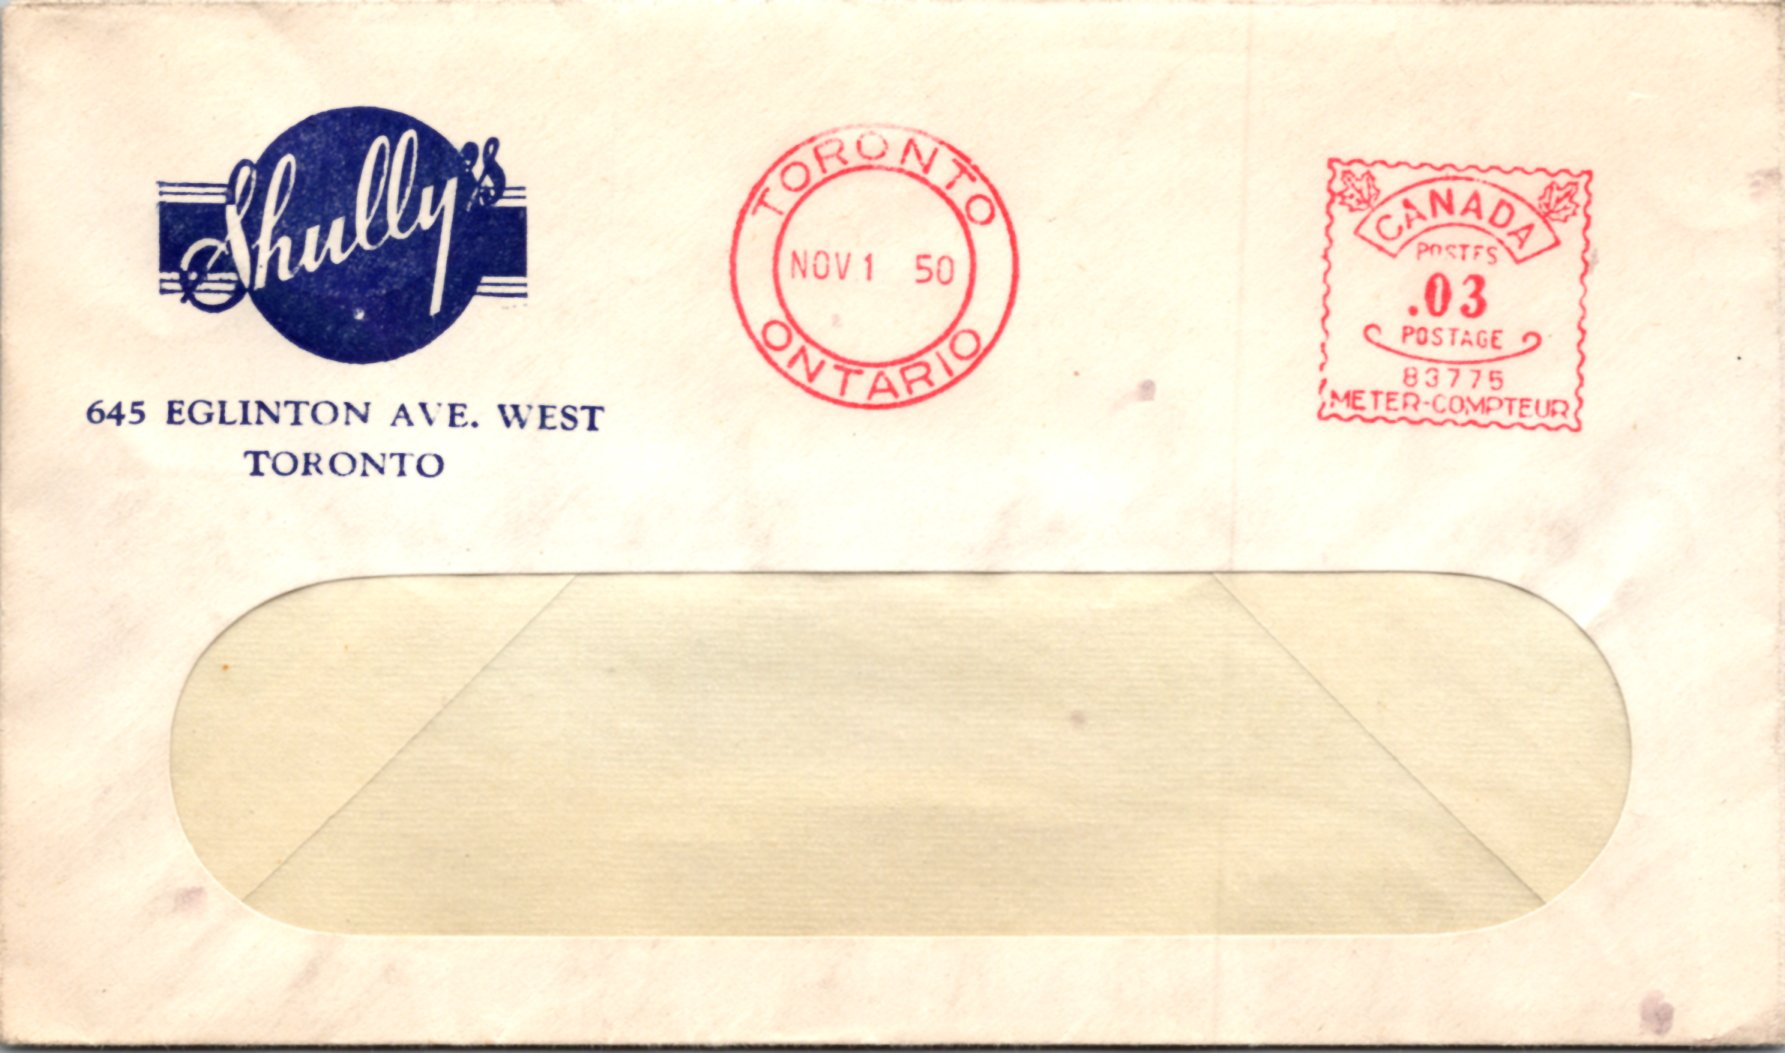 Shully's
645 EGLINTON AVE. WEST
TORONTO
TORONTO
NOV 1 50
ONTARIO
CANADA
POSTES
.03
POSTAGE
83775
METER-COMPTEUR